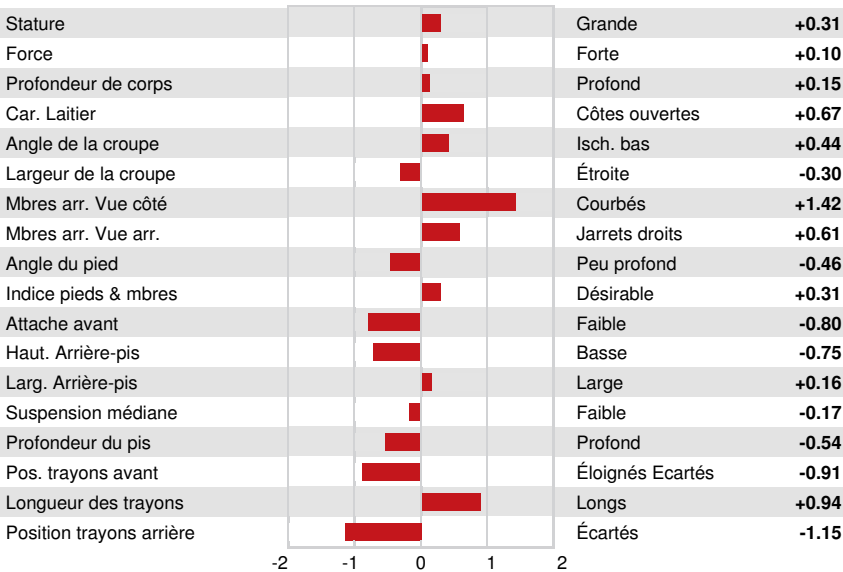 Stature Grande +0.31
Force Forte +0.10
Profondeur de corps Profond +0.15
Car. Laitier Côtes ouvertes +0.67
Angle de la croupe Isch. bas +0.44
Largeur de la croupe Étroite -0.30
Mbres arr. Vue côté Courbés +1.42
Mbres arr. Vue arr. Jarrets droits +0.61
Angle du pied Peu profond -0.46
Indice pieds & mbres Désirable +0.31
Attache avant Faible -0.80
Haut. Arrière-pis Basse -0.75
Larg. Arrière-pis Large +0.16
Suspension médiane Faible -0.17
Profondeur du pis Profond -0.54
Pos. trayons avant Éloignés Ecartés -0.91
Longueur des trayons Longs +0.94
Position trayons arrière Écartés -1.15
-2 -1 0 1 2